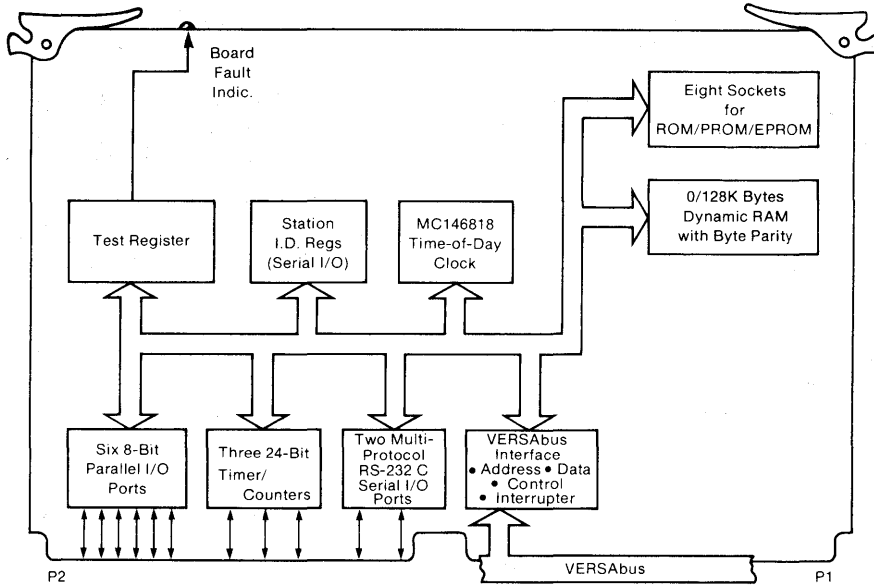 Board
Fault
Indic.
Eight Sockets
for
ROM/PROM/EPROM
0/128K Bytes
Dynamic RAM
with Byte Parity
Test Register
Station
I.D. Regs
(Serial I/O)
MC146818
Time-of-Day
Clock
Six 8-Bit
Parallel I/O
Ports
Three 24-Bit
Timer/
Counters
Two Multi-
Protocol
RS-232 C
Serial I/O
Ports
VERSAbus
Interface
• Address • Data
• Control
• Interrupter
P2
VERSAbus
P1